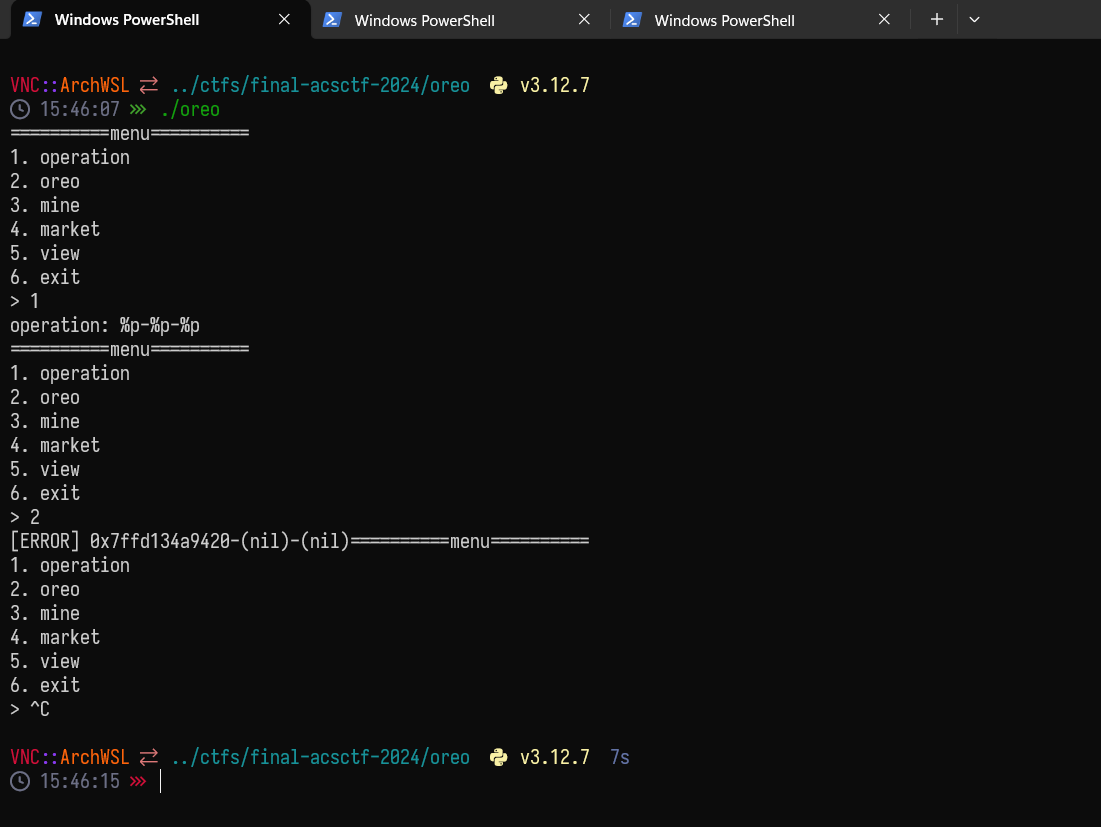 Windows PowerShell
Windows PowerShell
Windows PowerShell
VNC::ArchWSL ⇄ ../ctfs/final-acsctf-2024/oreo v3.12.7
15:46:07 ⋙ ./oreo
==========menu==========
1. operation
2. oreo
3. mine
4. market
5. view
6. exit
> 1
operation: %p-%p-%p
==========menu==========
1. operation
2. oreo
3. mine
4. market
5. view
6. exit
> 2
[ERROR] 0x7ffd134a9420-(nil)-(nil)==========menu==========
1. operation
2. oreo
3. mine
4. market
5. view
6. exit
> ^C
VNC::ArchWSL ⇄ ../ctfs/final-acsctf-2024/oreo v3.12.7 7s
15:46:15 ⋙